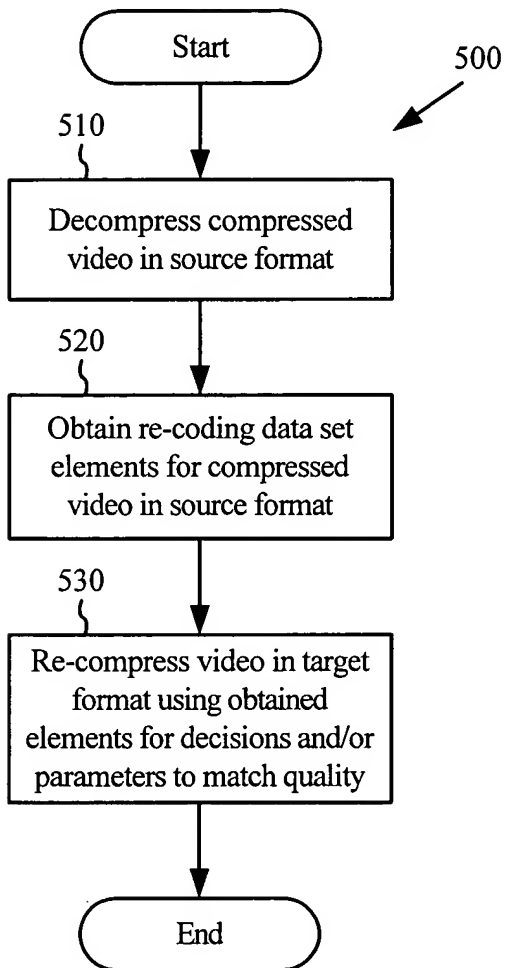 Start
500
510
Decompress compressed
video in source format
520
Obtain re-coding data set
elements for compressed
video in source format
530
Re-compress video in target
format using obtained
elements for decisions and/or
parameters to match quality
End